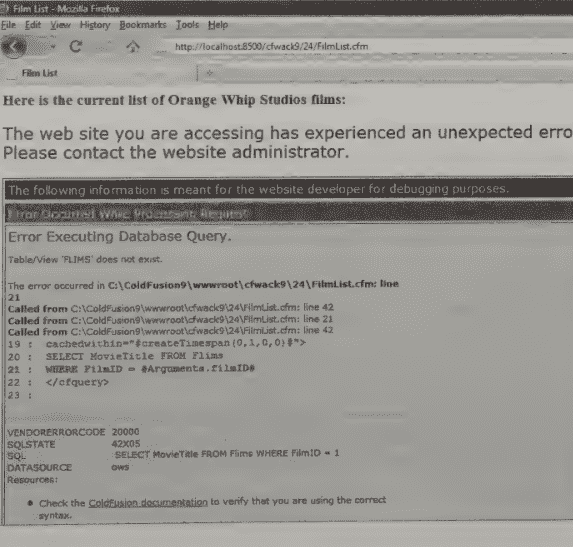 Film List - Mozilla Firefox
File Edit View History Bookmarks Tools Help
http://localhost:8500/cfwack9/24/FilmList.cfm
Film List
Here is the current list of Orange Whip Studios films:
The web site you are accessing has experienced an unexpected erro
Please contact the website administrator.
The following information is meant for the website developer for debugging purposes.
Error Occurred While Processing Request
Error Executing Database Query.
Table/View 'FLIMS' does not exist.
The error occurred in C:\ColdFusion9\wwwroot\cfwack9\24\FilmList.cfm: line
21
Called from C:\ColdFusion9\wwwroot\cfwack9\24\FilmList.cfm: line 42
Called from C:\ColdFusion9\wwwroot\cfwack9\24\FilmList.cfm: line 21
Called from C:\ColdFusion9\wwwroot\cfwack9\24\FilmList.cfm: line 42
19 : cachedwithin="#createTimespan(0,1,0,0)#">
20 : SELECT MovieTitle FROM Flims
21 : WHERE FilmID = #Arguments.filmID#
22 : </cfquery>
23 :
VENDORERRORCODE 20000
SQLSTATE 42X05
SQL SELECT MovieTitle FROM Flims WHERE FilmID = 1
DATASOURCE ows
Resources:
• Check the ColdFusion documentation to verify that you are using the correct
syntax.